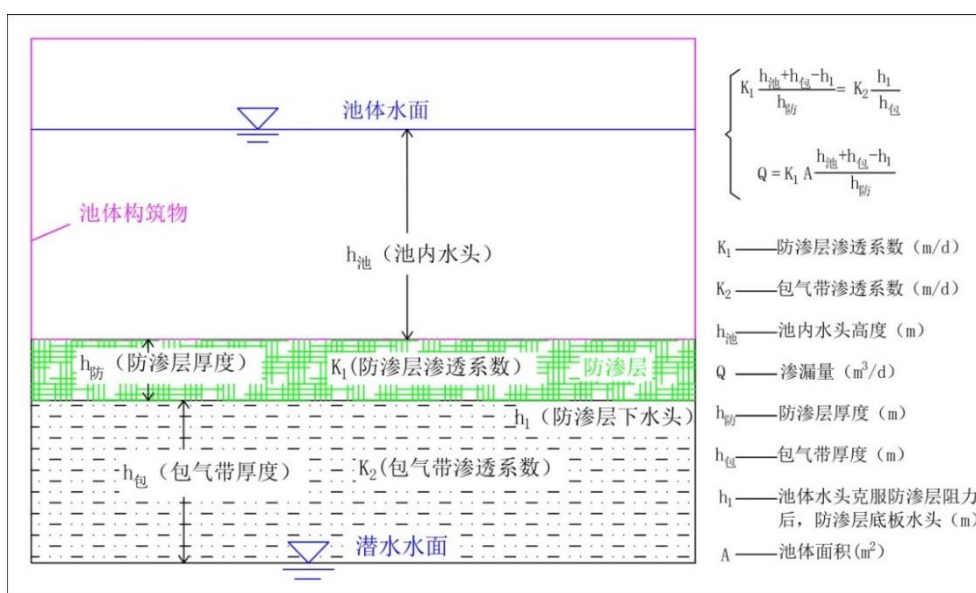 池体水面
池体构筑物
h池（池内水头）
h防（防渗层厚度）
K1(防渗层渗透系数)
防渗层
h1（防渗层下水头）
h包（包气带厚度）
K2(包气带渗透系数)
潜水水面
K1 (h池+h包-h1)/h防 = K2 h1/h包
Q = K1 A (h池+h包-h1)/h防
K1 ——防渗层渗透系数（m/d）
K2 ——包气带渗透系数（m/d）
h池——池内水头高度（m）
Q ——渗漏量（m³/d）
h防——防渗层厚度（m）
h包——包气带厚度（m）
h1 ——池体水头克服防渗层阻力
后，防渗层底板水头（m）
A ——池体面积(m²)